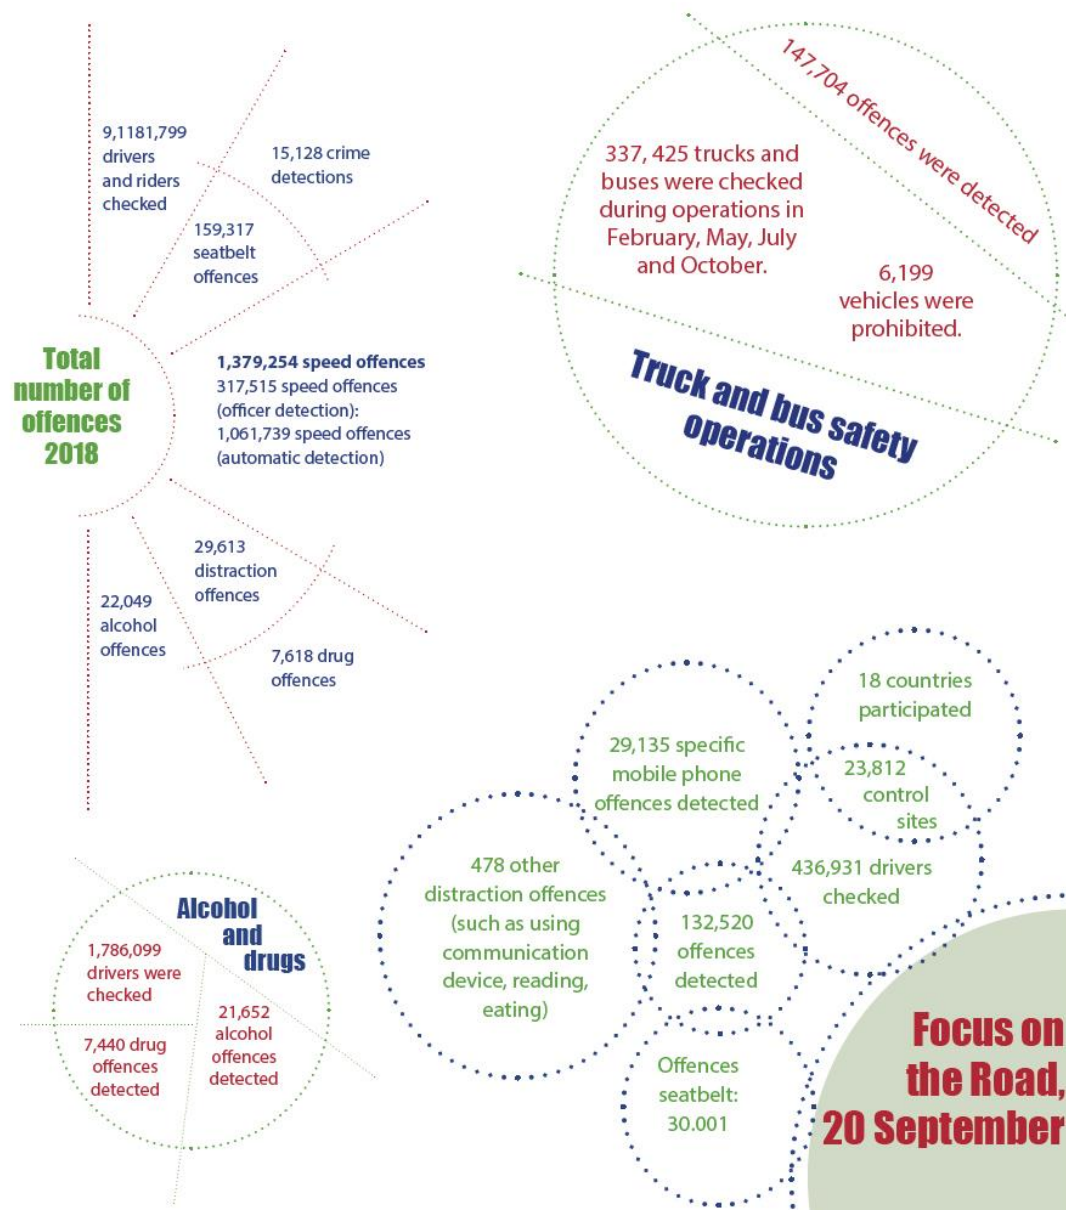 9,1181,799
drivers
and riders
checked
15,128 crime
detections
159,317
seatbelt
offences
Total
number of
offences
2018
1,379,254 speed offences
317,515 speed offences
(officer detection):
1,061,739 speed offences
(automatic detection)
29,613
distraction
offences
22,049
alcohol
offences
7,618 drug
offences
147,704 offences were detected
337, 425 trucks and
buses were checked
during operations in
February, May, July
and October.
6,199
vehicles were
prohibited.
Truck and bus safety
operations
Alcohol
and
drugs
1,786,099
drivers were
checked
21,652
alcohol
offences
detected
7,440 drug
offences
detected
18 countries
participated
29,135 specific
mobile phone
offences detected
23,812
control
sites
436,931 drivers
checked
478 other
distraction offences
(such as using
communication
device, reading,
eating)
132,520
offences
detected
Offences
seatbelt:
30.001
Focus on
the Road,
20 September